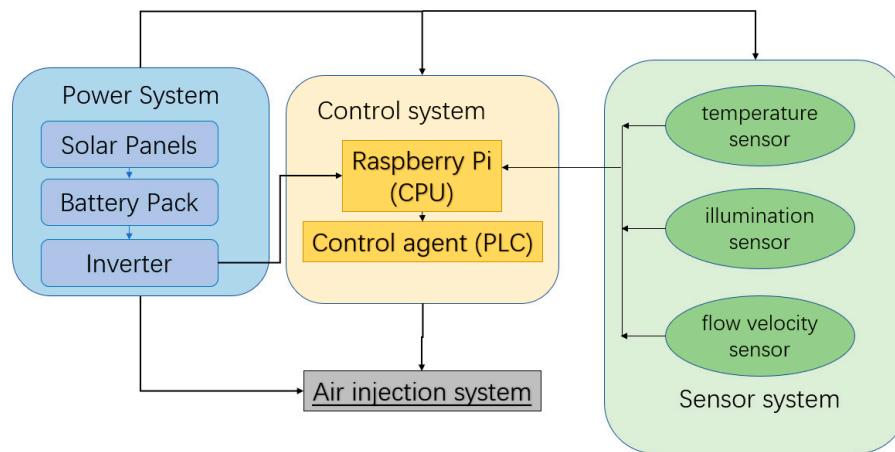 Power System
Solar Panels
Battery Pack
Inverter
Control system
Raspberry Pi
(CPU)
Control agent (PLC)
Air injection system
temperature
sensor
illumination
sensor
flow velocity
sensor
Sensor system